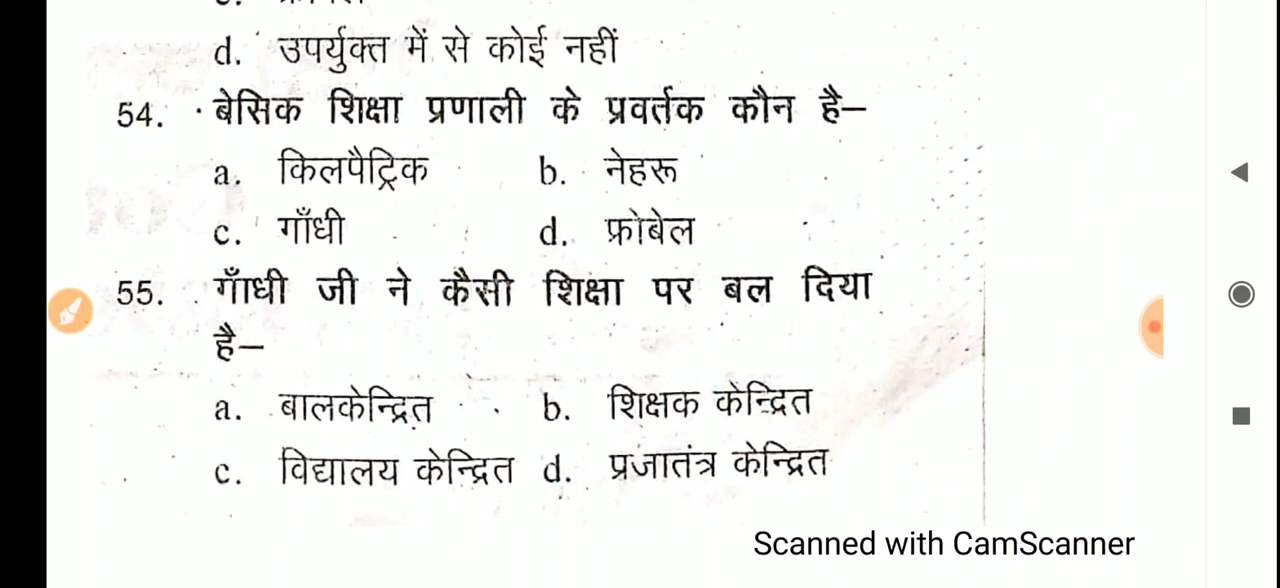 d. उपर्युक्त में से कोई नहीं
54. बेसिक शिक्षा प्रणाली के प्रवर्तक कौन है–
a. किलपैट्रिक b. नेहरू
c. गाँधी d. फ्रोबेल
55. गाँधी जी ने कैसी शिक्षा पर बल दिया
है–
a. बालकेन्द्रित b. शिक्षक केन्द्रित
c. विद्यालय केन्द्रित d. प्रजातंत्र केन्द्रित
Scanned with CamScanner